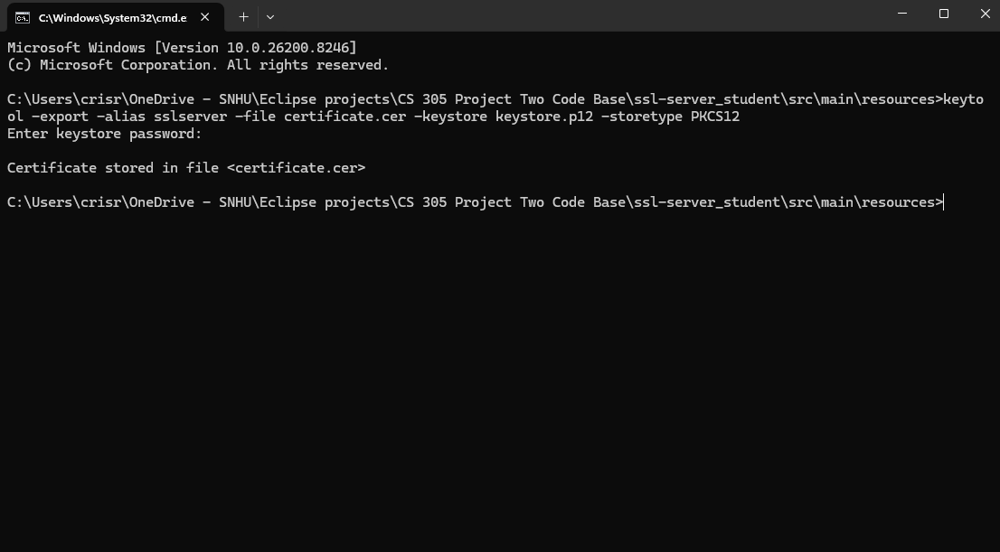 C:\Windows\System32\cmd.e
Microsoft Windows [Version 10.0.26200.8246]
(c) Microsoft Corporation. All rights reserved.
C:\Users\crisr\OneDrive - SNHU\Eclipse projects\CS 305 Project Two Code Base\ssl-server_student\src\main\resources>keyto
ol -export -alias sslserver -file certificate.cer -keystore keystore.p12 -storetype PKCS12
Enter keystore password:
Certificate stored in file <certificate.cer>
C:\Users\crisr\OneDrive - SNHU\Eclipse projects\CS 305 Project Two Code Base\ssl-server_student\src\main\resources>